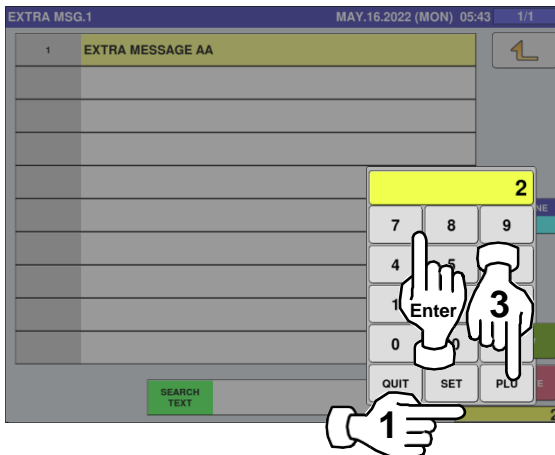 EXTRA MSG.1 MAY.16.2022 (MON) 05:43 1/1
1 EXTRA MESSAGE AA
2
NE
7 8 9
4 5
1 Enter 3
0
QUIT SET PLU E
SEARCH
TEXT
1 2